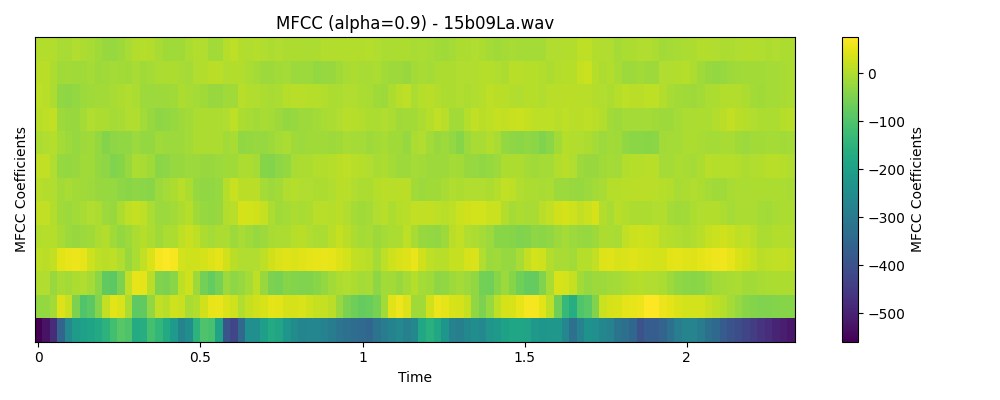 MFCC (alpha=0.9) - 15b09La.wav
MFCC Coefficients
0
0.5
1
1.5
2
Time
0
−100
−200
−300
−400
−500
MFCC Coefficients